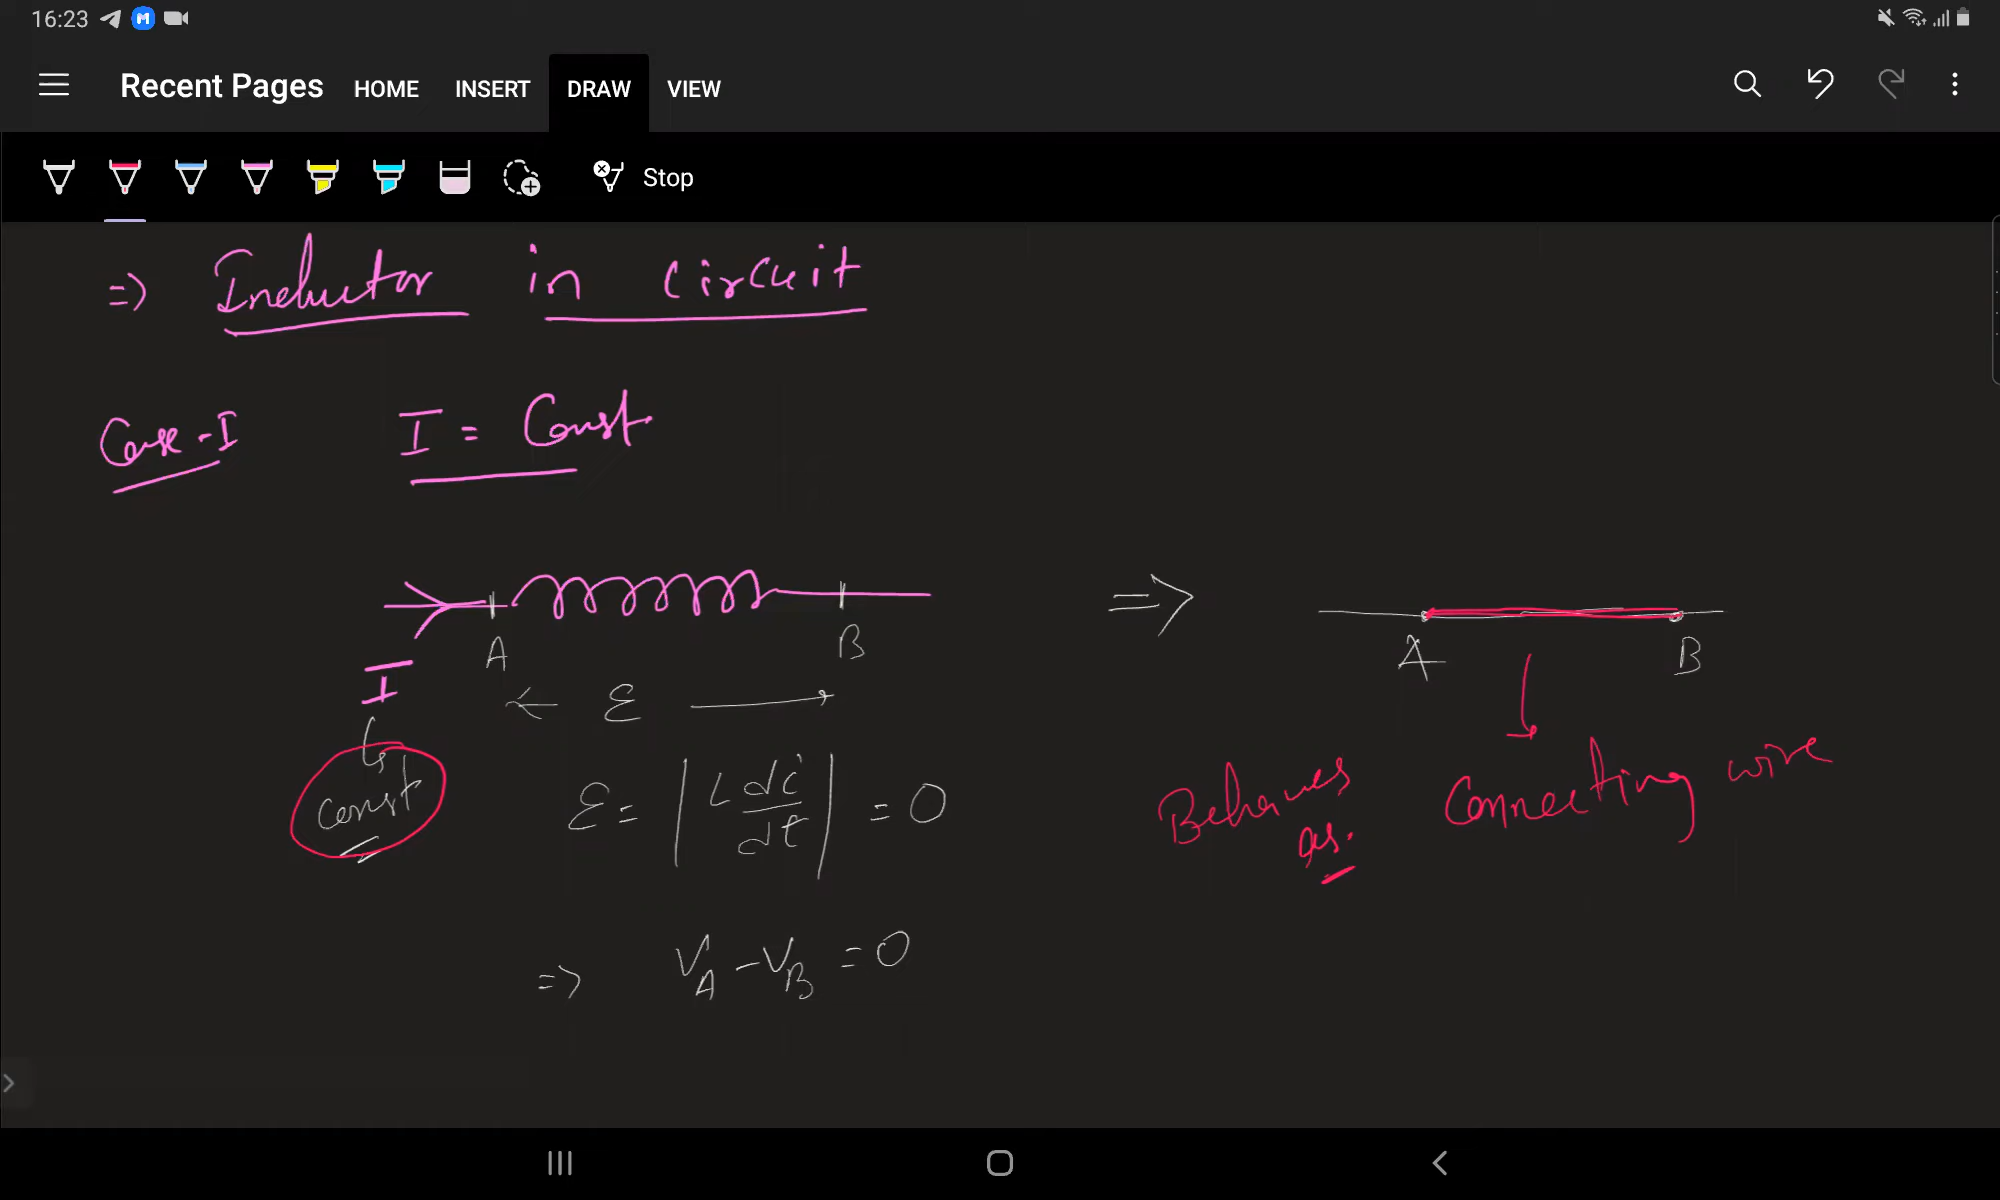 16:23
Recent Pages HOME INSERT DRAW VIEW
Stop
=> Inductor in circuit
Case-I I = Const
A B
I
← ε →
const
ε = | L di/dt | = 0
=> V_A - V_B = 0
=> A B
Behaves as. Connecting wire